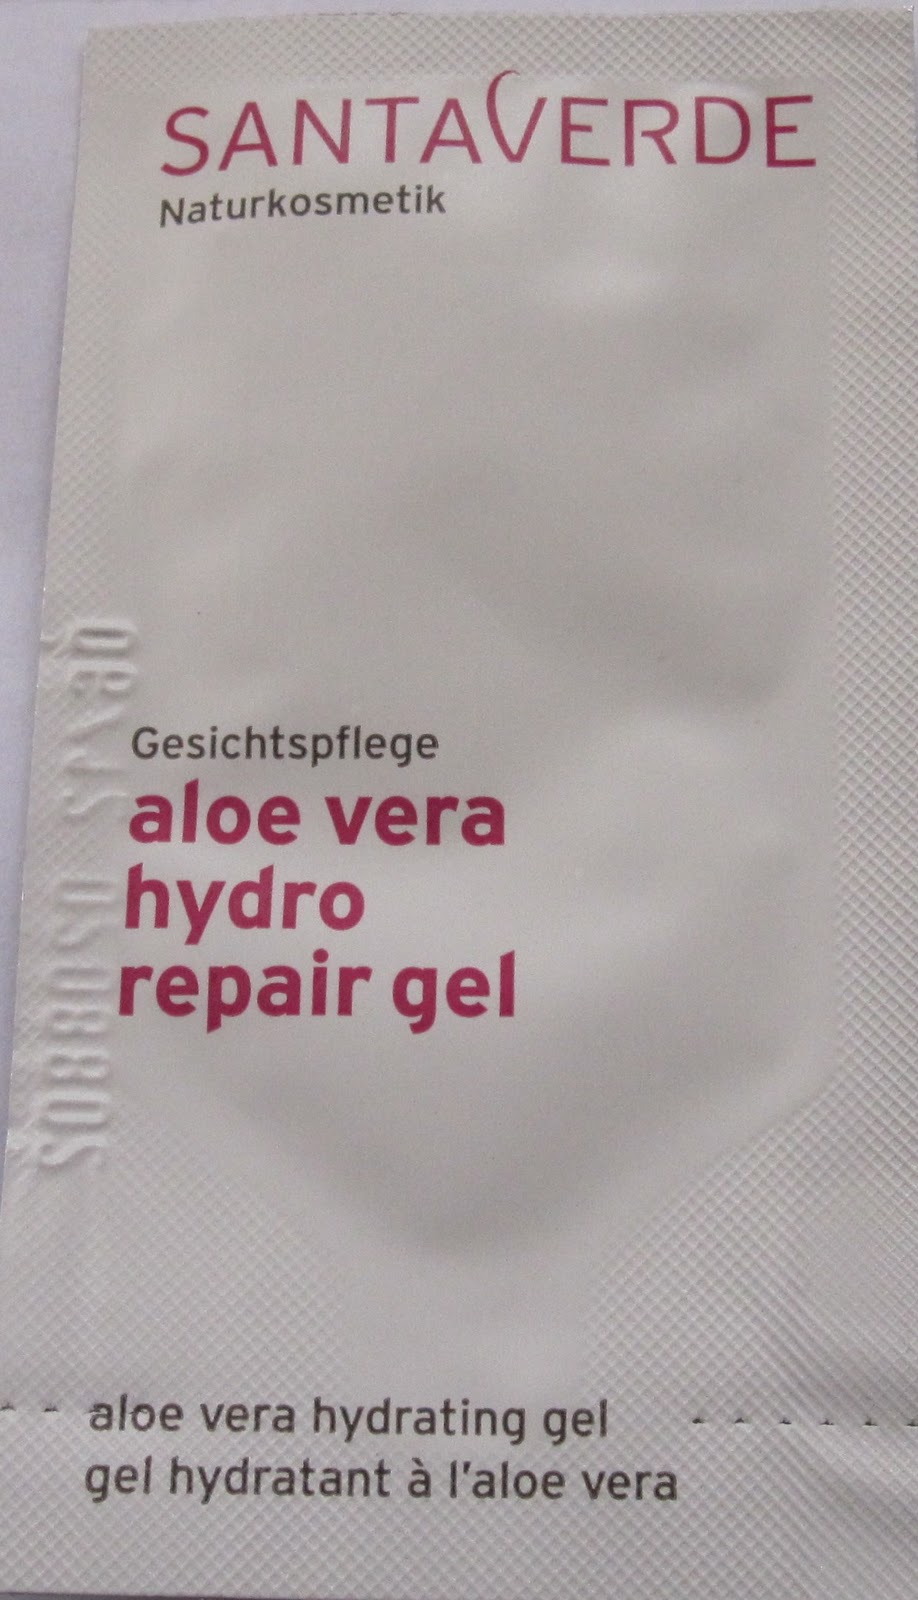 SANTAVERDE
Naturkosmetik
Gesichtspflege
aloe vera
hydro
repair gel
aloe vera hydrating gel
gel hydratant à l'aloe vera